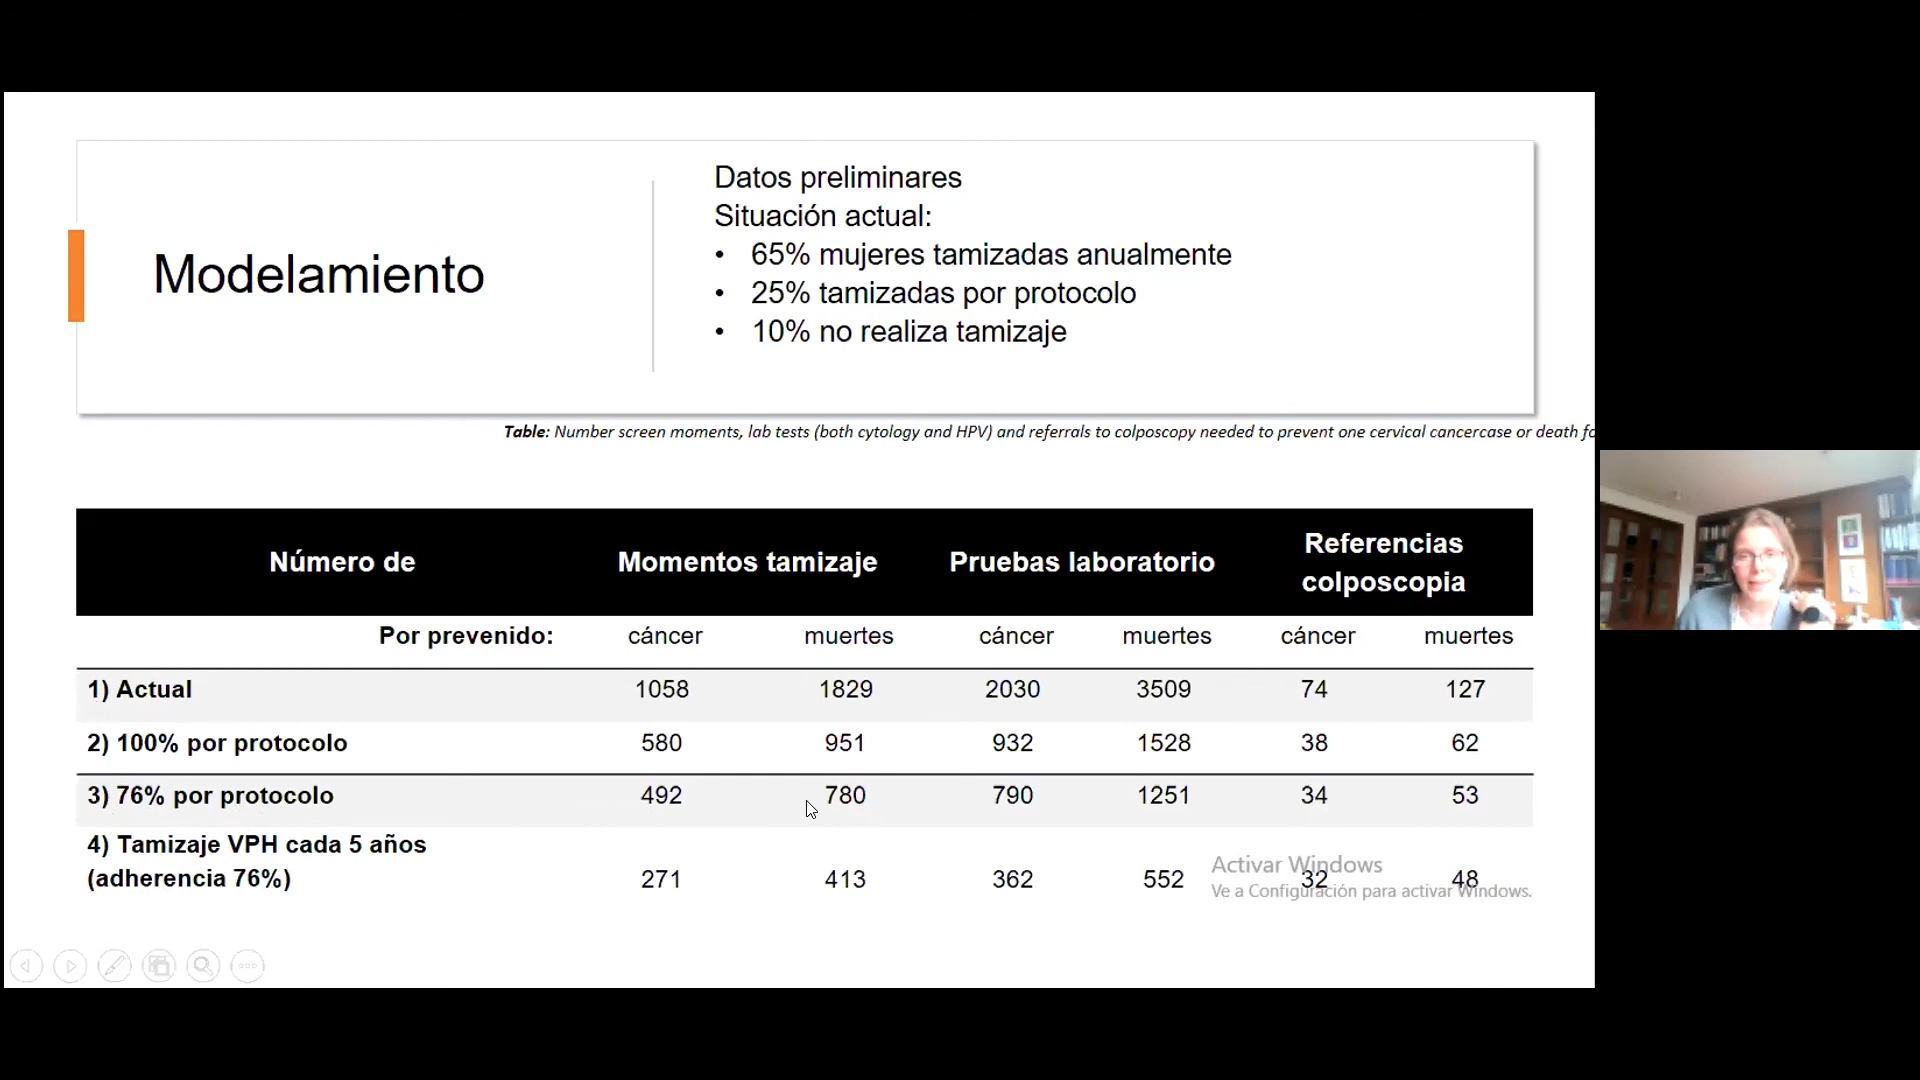 Modelamiento
Datos preliminares
Situación actual:
• 65% mujeres tamizadas anualmente
• 25% tamizadas por protocolo
• 10% no realiza tamizaje
Table: Number screen moments, lab tests (both cytology and HPV) and referrals to colposcopy needed to prevent one cervical cancercase or death fo
Número de Momentos tamizaje Pruebas laboratorio Referencias colposcopia
Por prevenido: cáncer muertes cáncer muertes cáncer muertes
1) Actual 1058 1829 2030 3509 74 127
2) 100% por protocolo 580 951 932 1528 38 62
3) 76% por protocolo 492 780 790 1251 34 53
4) Tamizaje VPH cada 5 años
(adherencia 76%) 271 413 362 552 32 48
Activar Windows
Ve a Configuración para activar Windows.